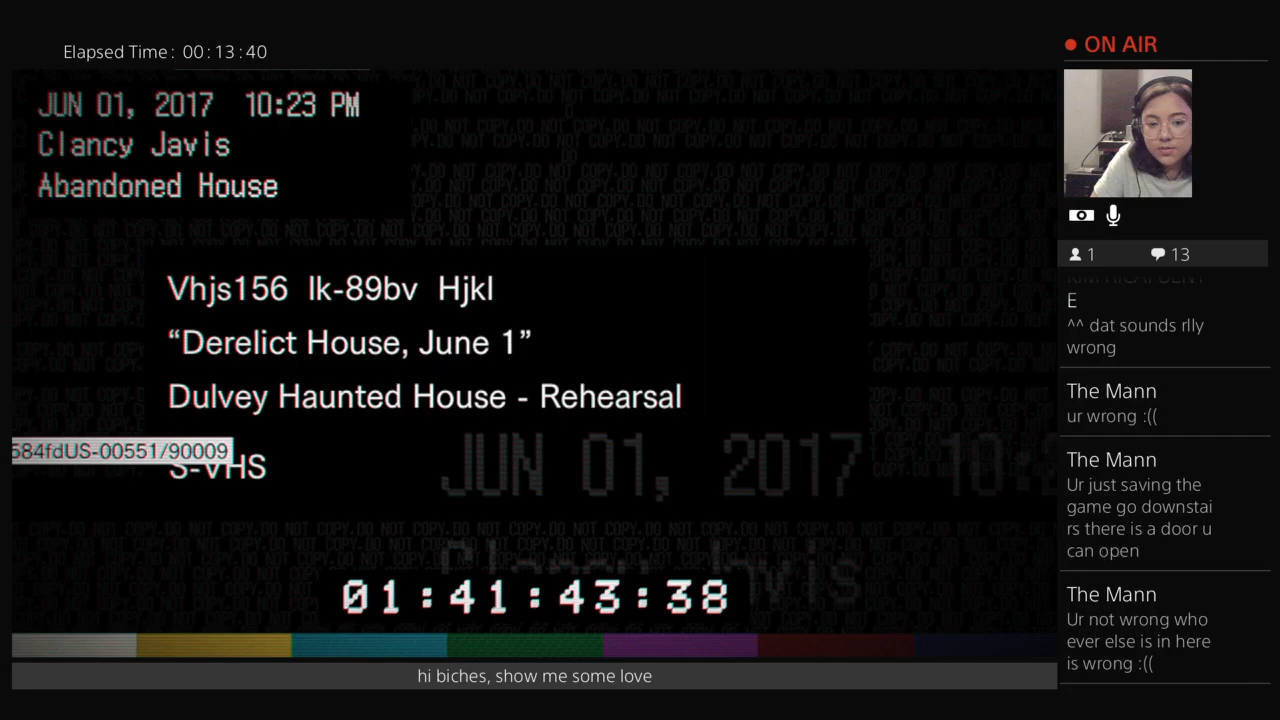 Elapsed Time: 00:13:40
JUN 01, 2017 10:23 PM
Clancy Javis
Abandoned House
Vhjs156 lk-89bv Hjkl
“Derelict House, June 1”
Dulvey Haunted House - Rehearsal
584fdUS-00551/90009
S-VHS
JUN 01, 2017
01:41:43:38
hi biches, show me some love
ON AIR
1 13
E
^^ dat sounds rlly
wrong
The Mann
ur wrong :((
The Mann
Ur just saving the
game go downstai
rs there is a door u
can open
The Mann
Ur not wrong who
ever else is in here
is wrong :((